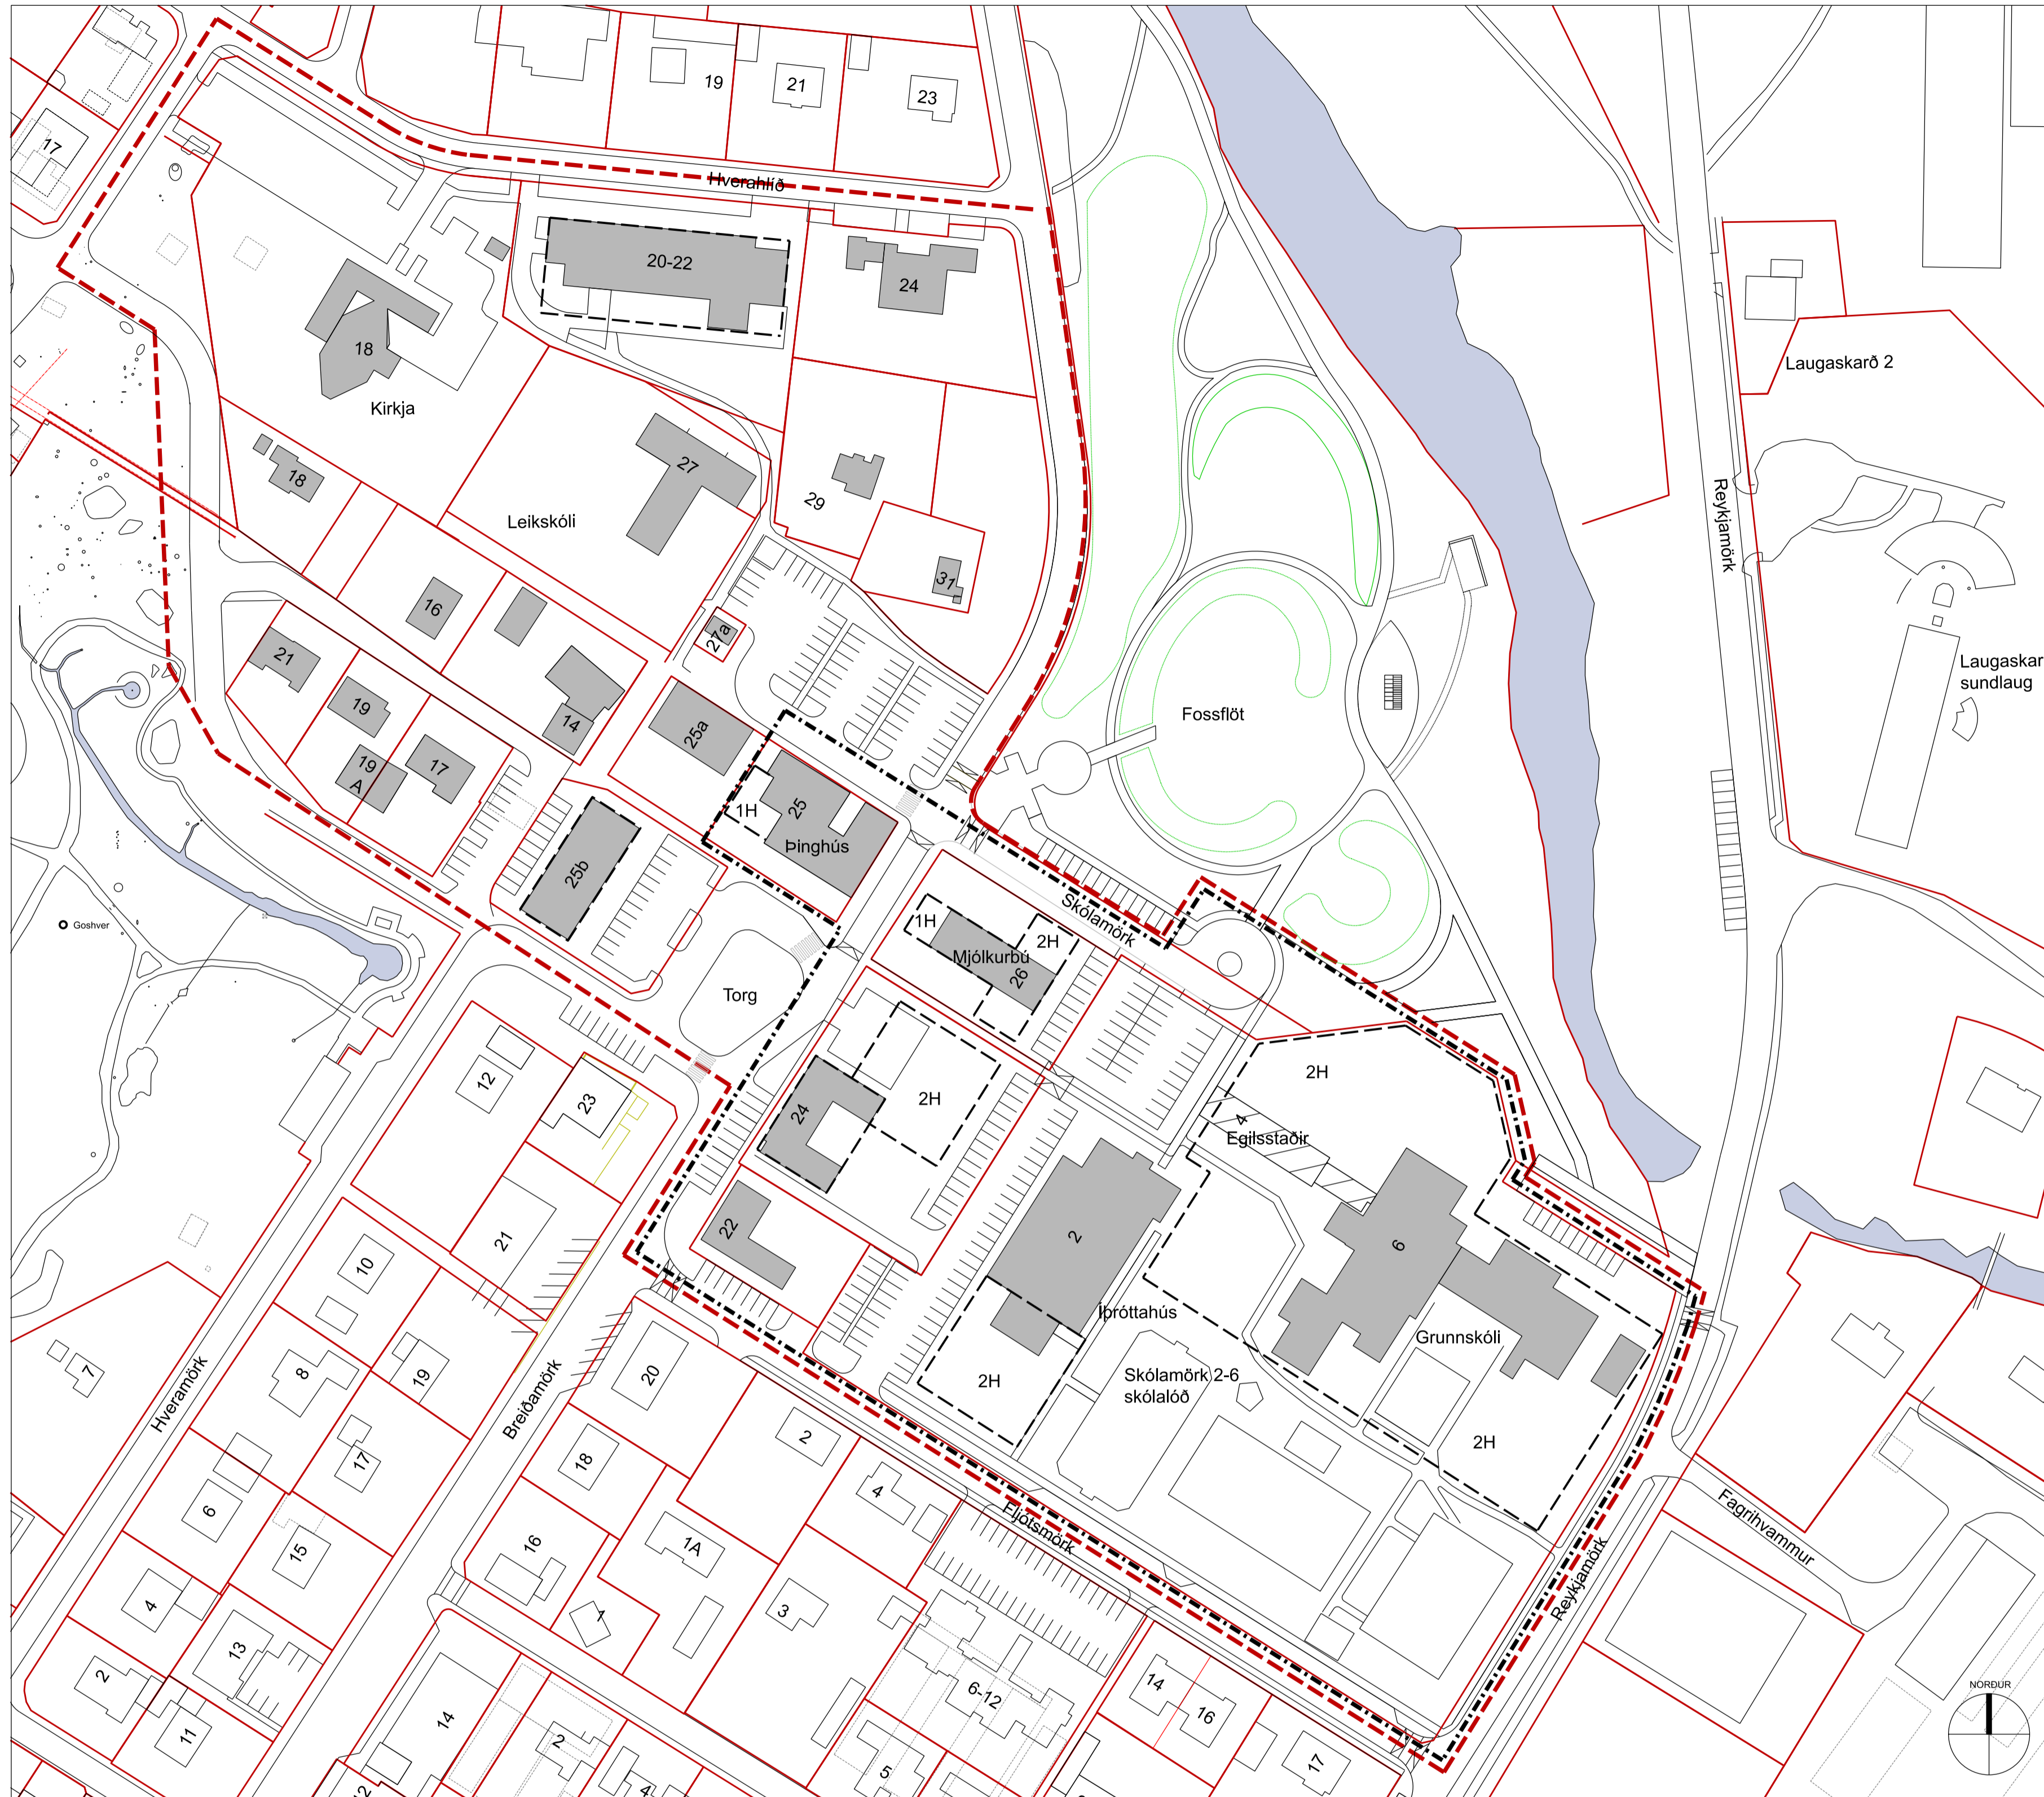 19
21
23
17
Hverahlíð
20-22
24
18
Kirkja
Laugaskarð 2
18
27
29
Leikskóli
Reykjamörk
31
16
27a
21
19
14
25a
Laugaskar
sundlaug
Fossflöt
19
A
17
25
1H
Þinghús
25b
Skólamörk
1H
2H
Mjólkurbú
26
Goshver
Torg
12
23
24
2H
2H
4
Egilsstaðir
22
21
2
6
10
Íþróttahús
Grunnskóli
7
8
19
20
2H
Skólamörk 2-6
skólalóð
Hveramörk
Breiðamörk
2
18
17
4
2H
6
15
16
1A
Fljótsmörk
Fagrihvammur
Reykjamörk
4
1
3
13
2
11
14
2
6-12
14
16
5
17
4
12
NORÐUR